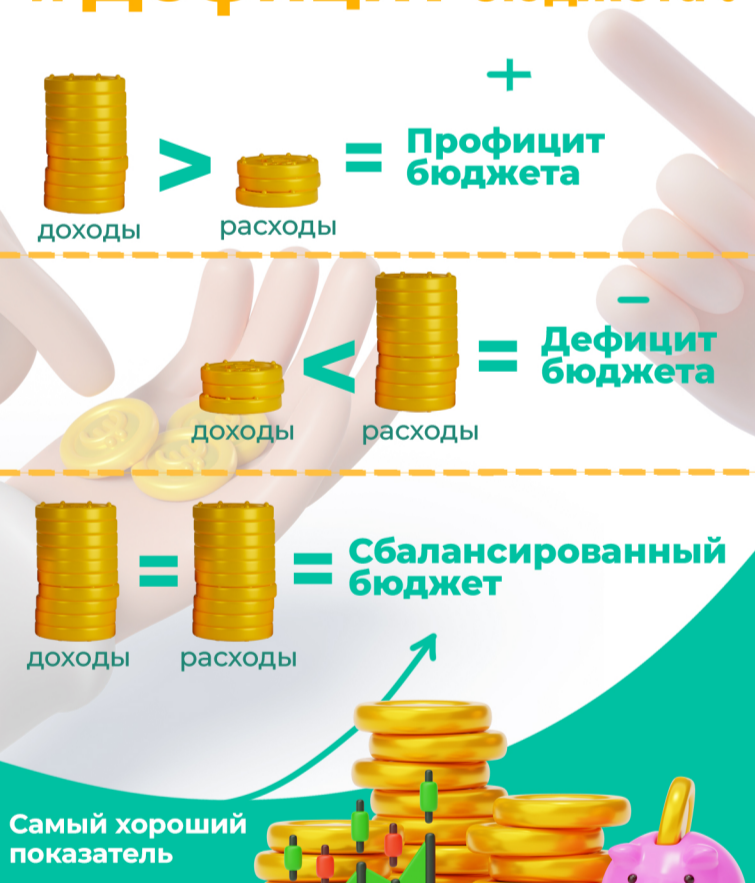 +
>
=
Профицит
бюджета
доходы
расходы
–
<
=
Дефицит
бюджета
доходы
расходы
=
=
Сбалансированный
бюджет
доходы
расходы
Самый хороший
показатель